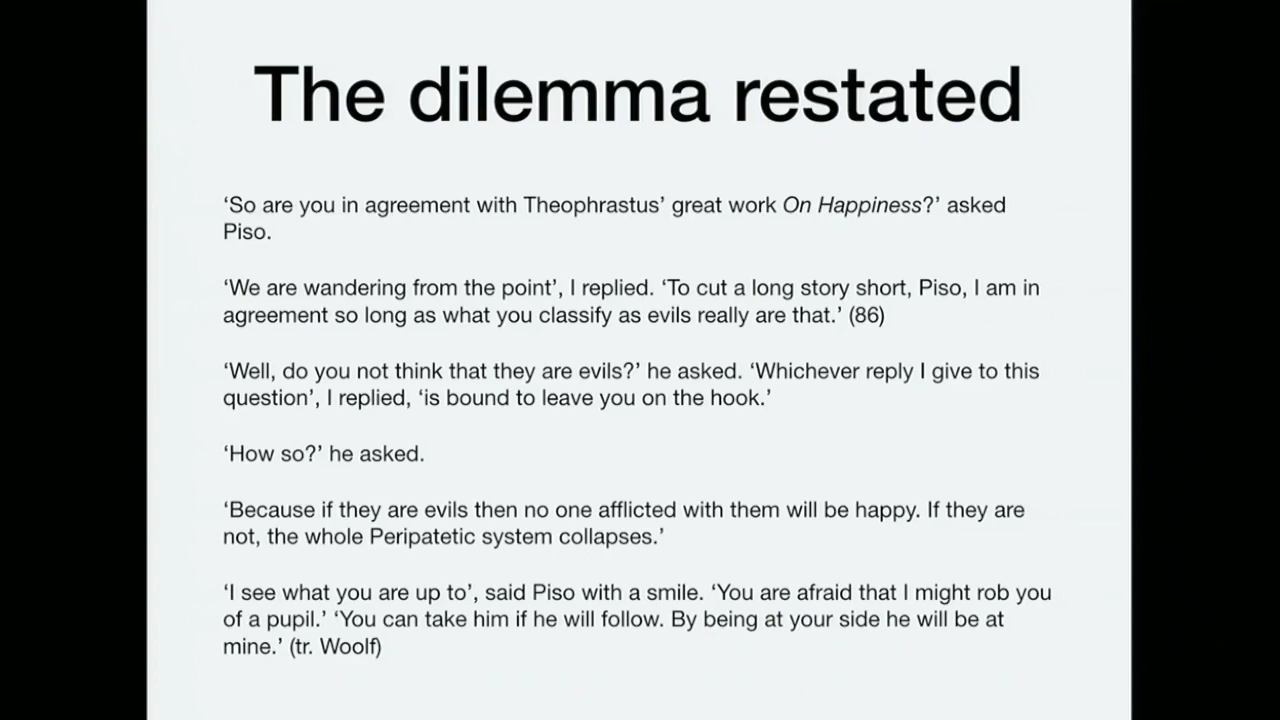 The dilemma restated
‘So are you in agreement with Theophrastus’ great work On Happiness?’ asked
Piso.
‘We are wandering from the point’, I replied. ‘To cut a long story short, Piso, I am in
agreement so long as what you classify as evils really are that.’ (86)
‘Well, do you not think that they are evils?’ he asked. ‘Whichever reply I give to this
question’, I replied, ‘is bound to leave you on the hook.’
‘How so?’ he asked.
‘Because if they are evils then no one afflicted with them will be happy. If they are
not, the whole Peripatetic system collapses.’
‘I see what you are up to’, said Piso with a smile. ‘You are afraid that I might rob you
of a pupil.’ ‘You can take him if he will follow. By being at your side he will be at
mine.’ (tr. Woolf)